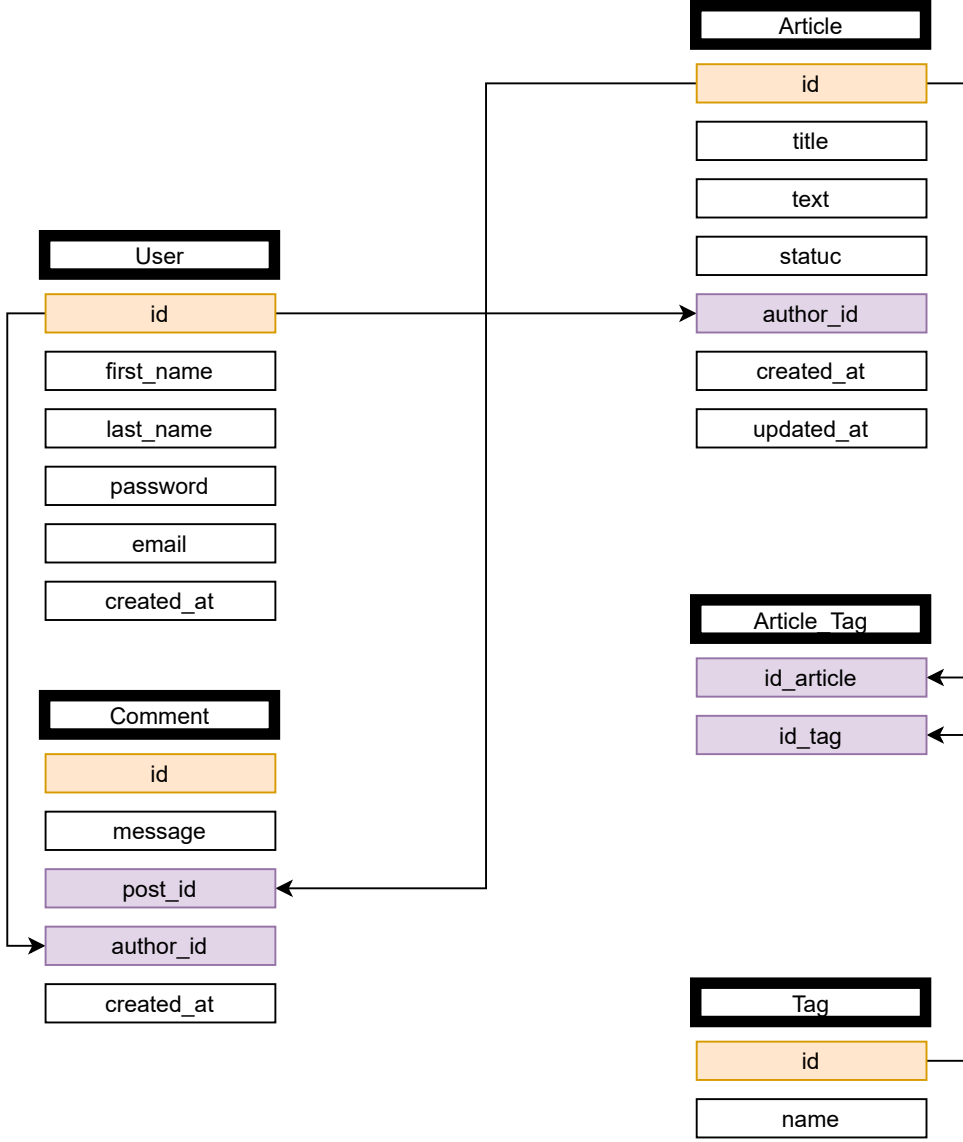 Article
id
title
text
statuc
author_id
created_at
updated_at
User
id
first_name
last_name
password
email
created_at
Article_Tag
id_article
id_tag
Comment
id
message
post_id
author_id
created_at
Tag
id
name